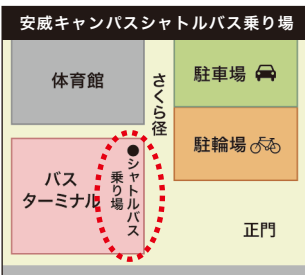 安威キャンパスシャトルバス乗り場
体育館
さくら径
駐車場
駐輪場
バス
ターミナル
●シャトルバス
乗り場
正門